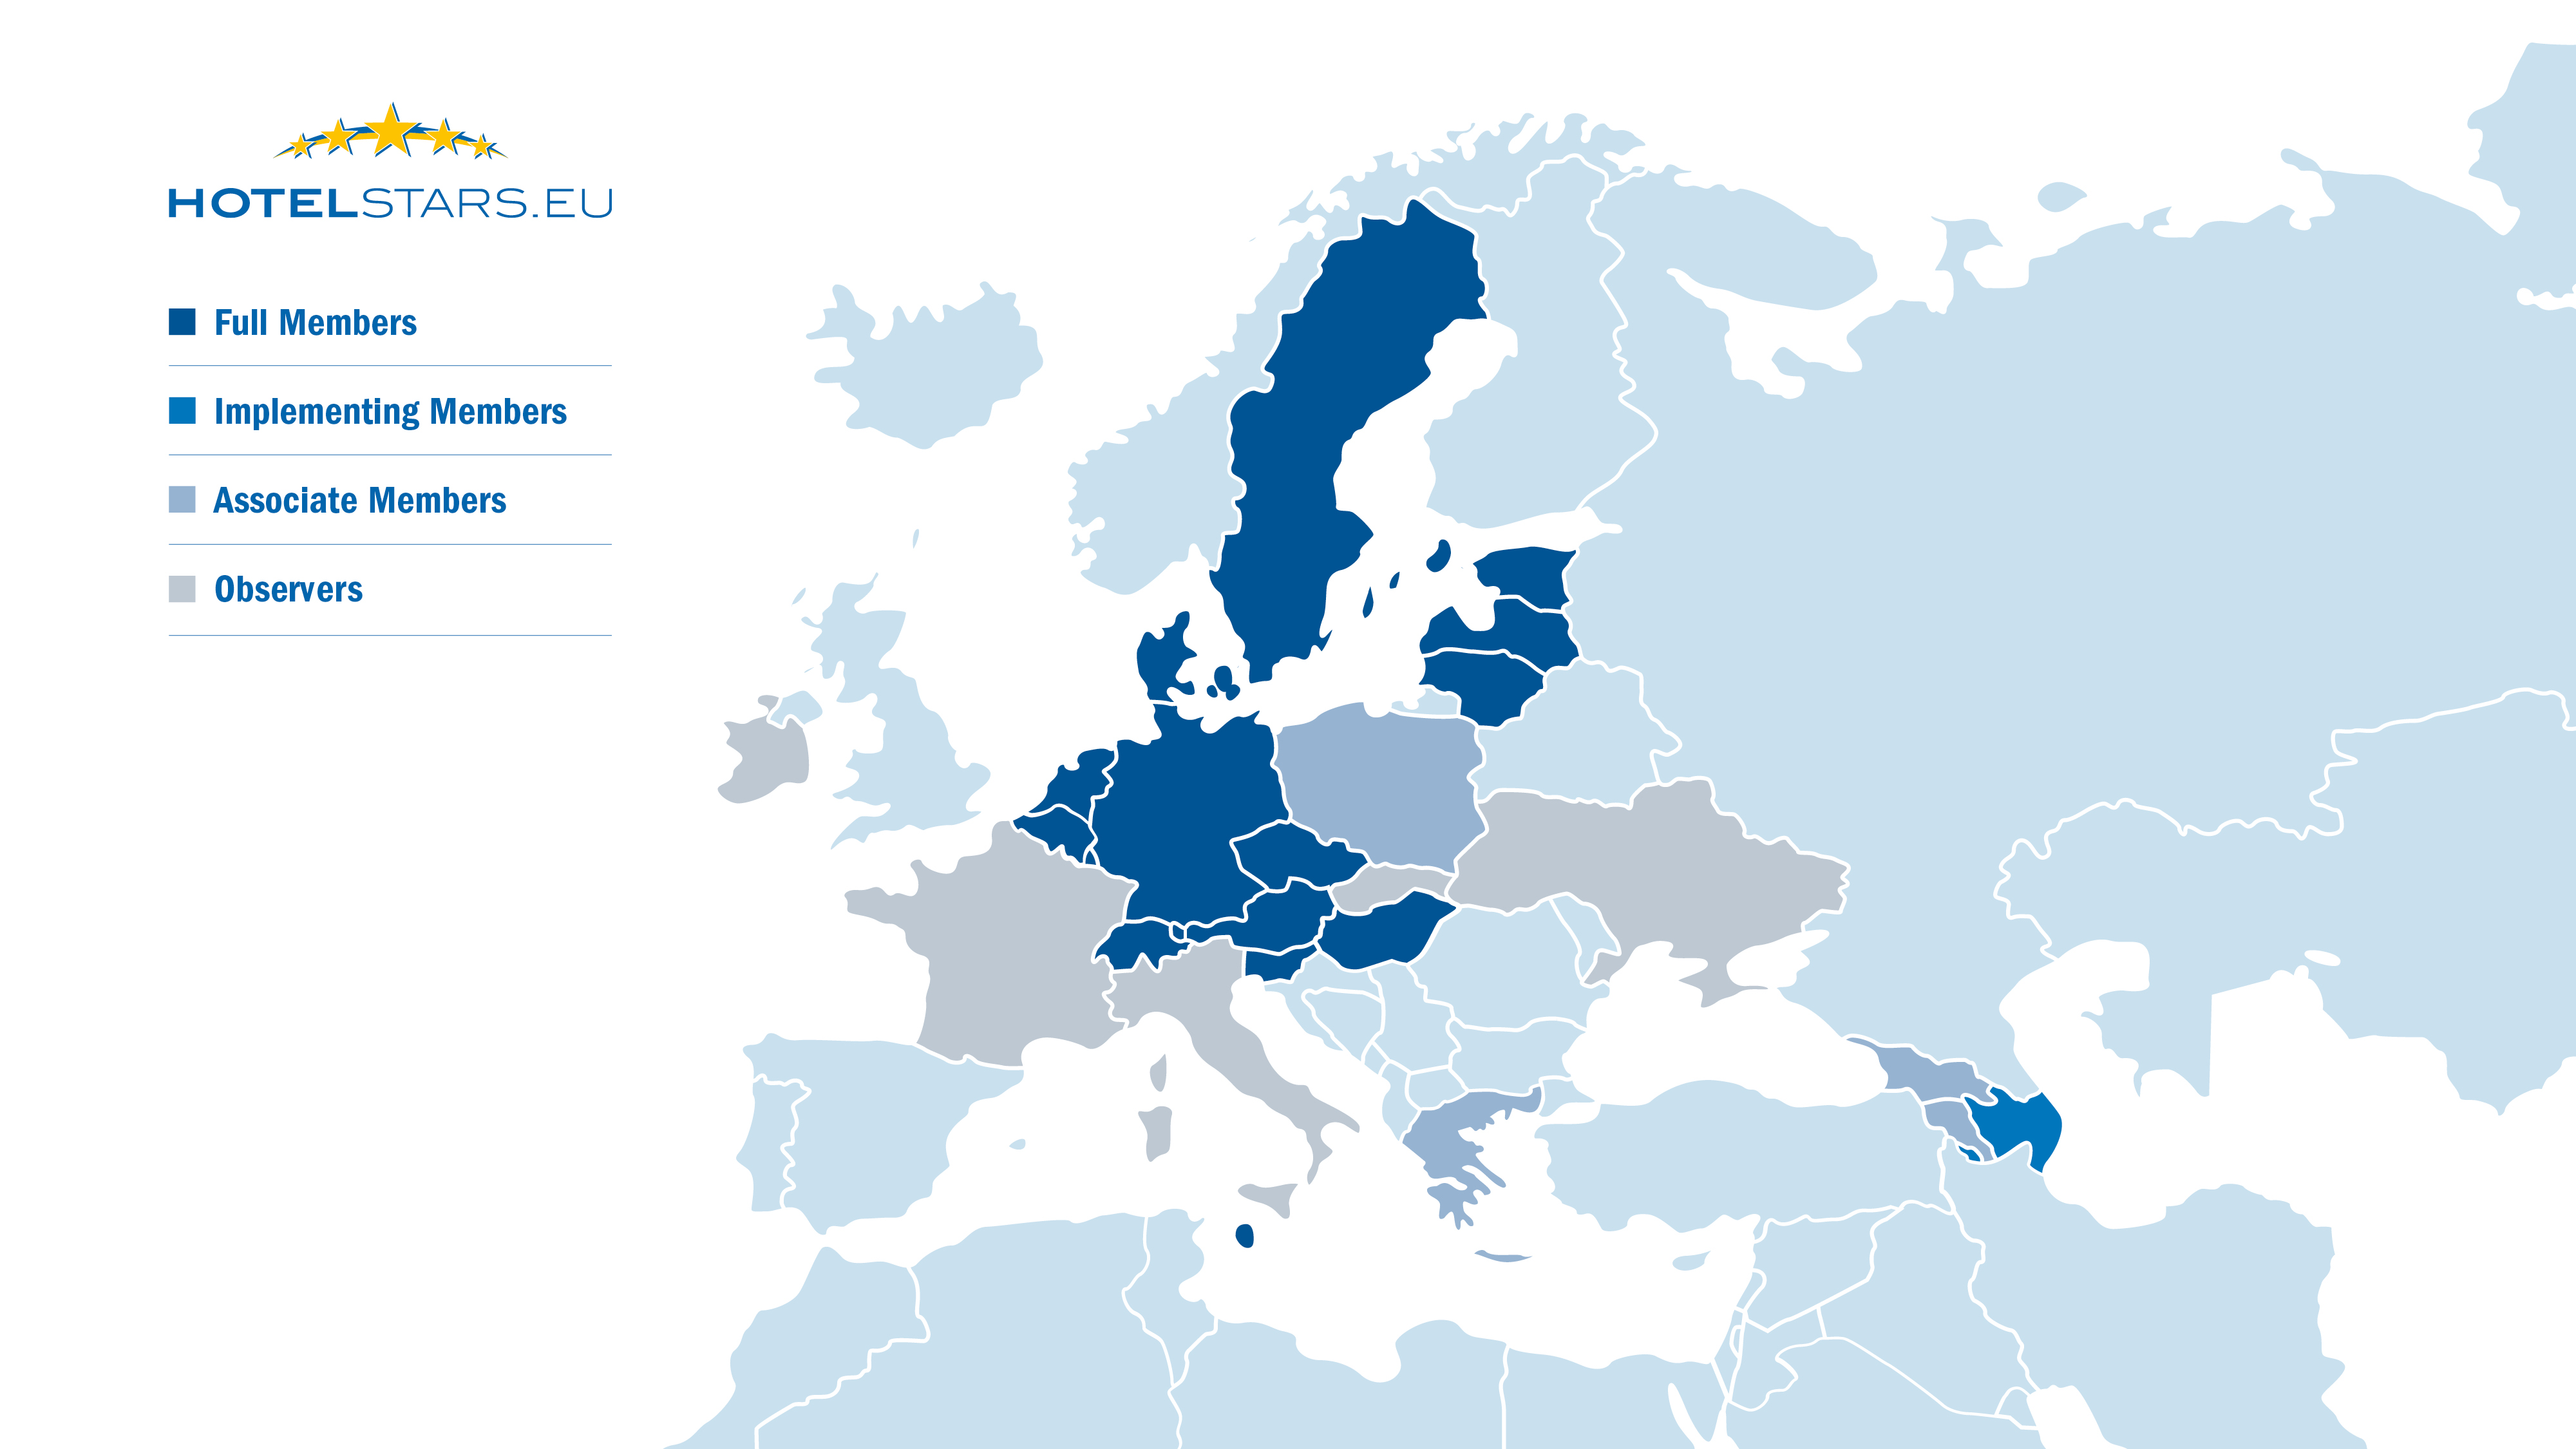 HOTELSTARS.EU
Full Members
Implementing Members
Associate Members
Observers